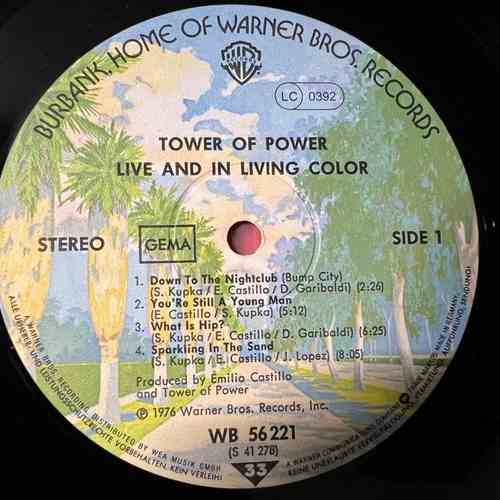 BURBANK, HOME OF WARNER BROS. RECORDS
LC 0392
TOWER OF POWER
LIVE AND IN LIVING COLOR
STEREO
GEMA
SIDE 1
1. Down To The Nightclub (Bump City)
(S. Kupka / E. Castillo / D. Garibaldi) (2:26)
2. You'Re Still A Young Man
(E. Castillo / S. Kupka) (5:12)
3. What Is Hip?
(S. Kupka / E. Castillo / D. Garibaldi) (6:25)
4. Sparkling In The Sand
(S. Kupka / E. Castillo / J. Lopez) (8:05)
Produced by Emilio Castillo
and Tower of Power
Ⓟ 1976 Warner Bros. Records, Inc.
WB 56 221
(S 41 278)
33